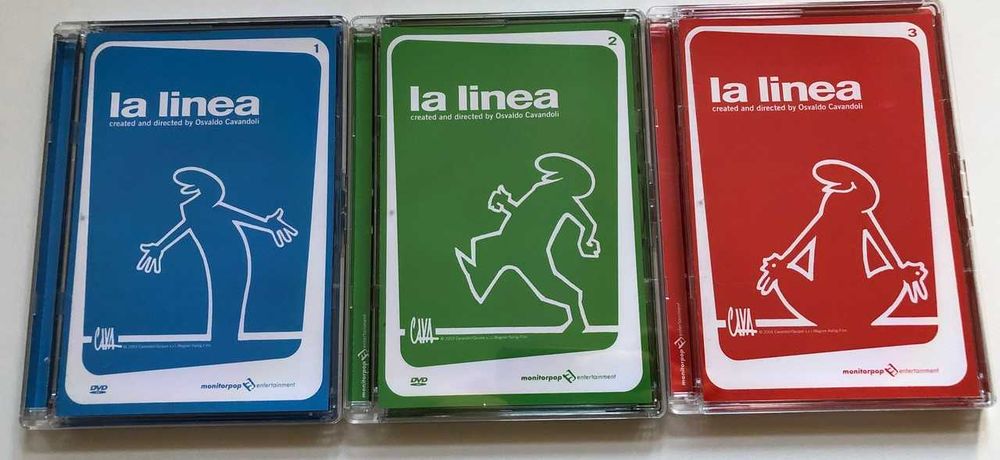 1
la linea
created and directed by Osvaldo Cavandoli
CAVA
DVD
monitorpop entertainment
2
la linea
created and directed by Osvaldo Cavandoli
CAVA
DVD
monitorpop entertainment
3
la linea
created and directed by Osvaldo Cavandoli
CAVA
monitorpop entertainment